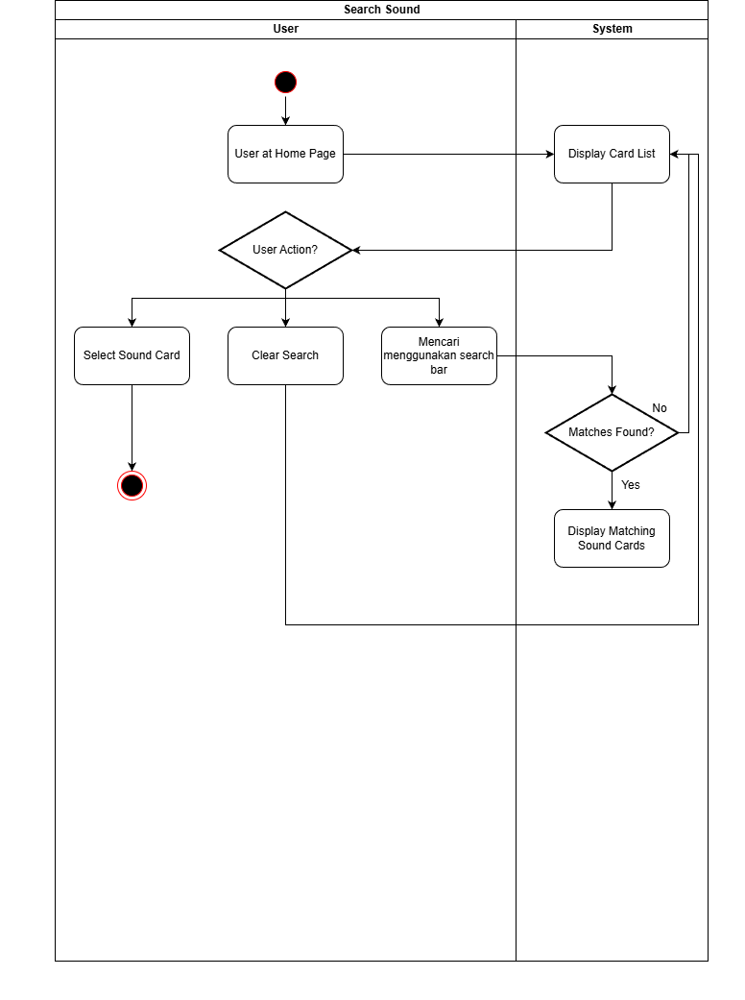 Search Sound
User
System
User at Home Page
Display Card List
User Action?
Select Sound Card
Clear Search
Mencari
menggunakan search
bar
No
Matches Found?
Yes
Display Matching
Sound Cards